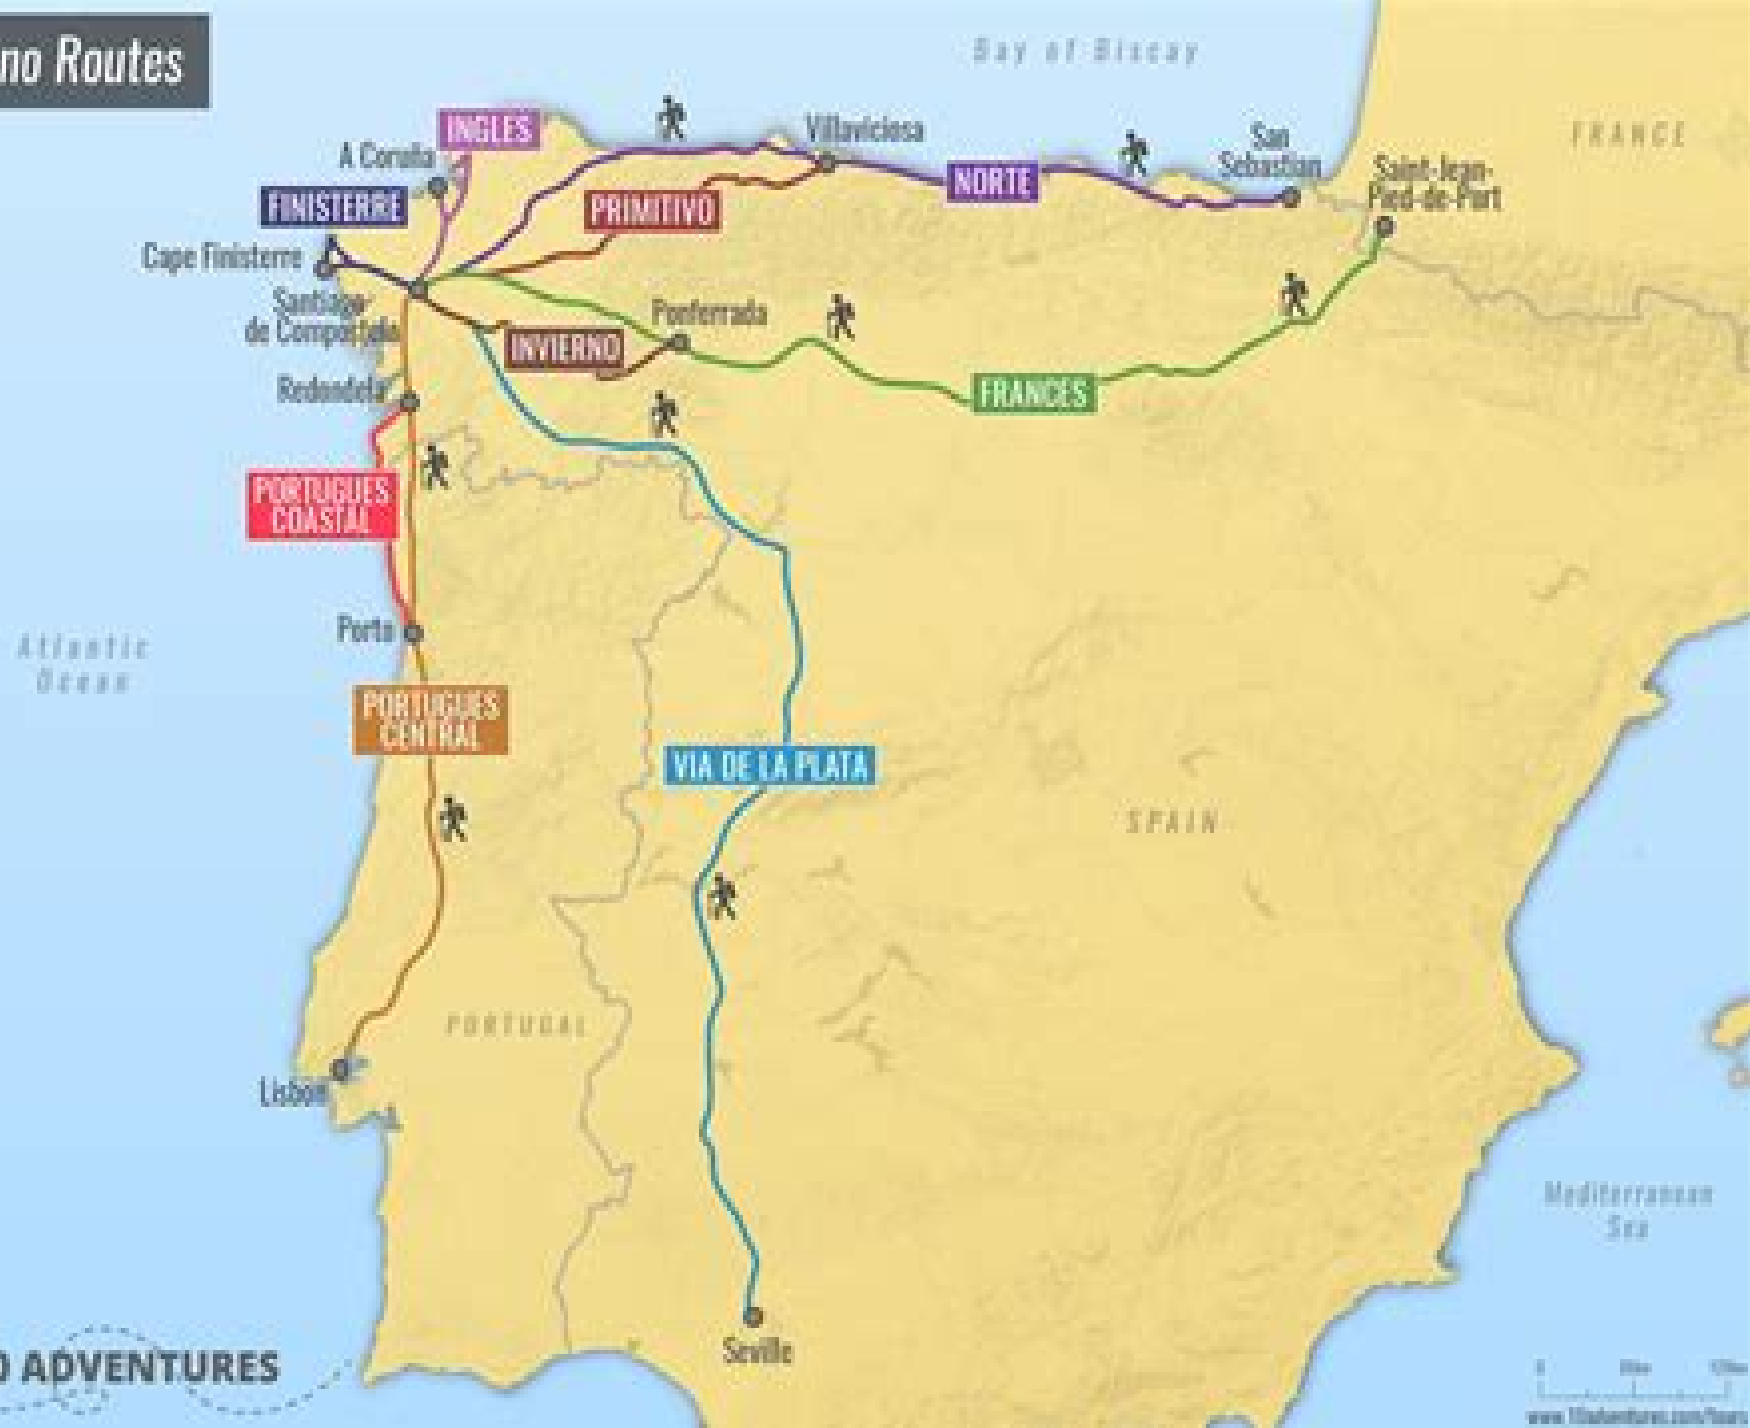 no Routes
Bay of Biscay
FRANCE
INGLES
A Coruña
Villaviciosa
San
Sebastian
Saint-Jean-
Pied-de-Port
NORTE
FINISTERRE
PRIMITIVO
Cape Finisterre
Santiago
de Compostela
Ponferrada
INVIERNO
Redondela
FRANCES
PORTUGUES
COASTAL
Porto
Atlantic
Ocean
PORTUGUES
CENTRAL
VIA DE LA PLATA
SPAIN
PORTUGAL
Lisbon
Mediterranean
Sea
Seville
0 ADVENTURES
0